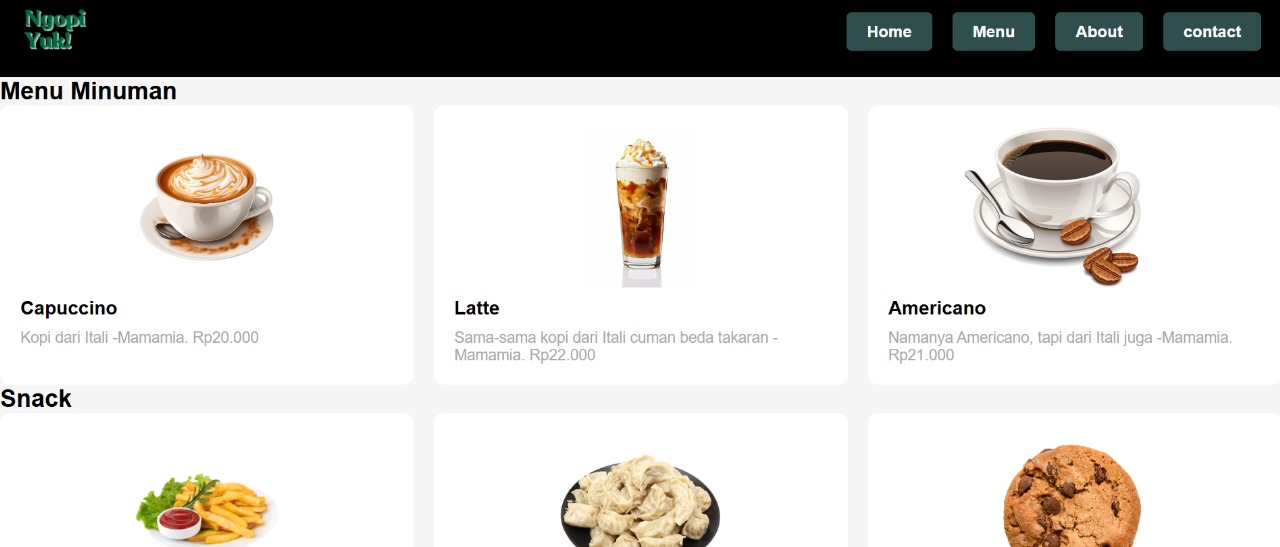 Ngopi
Yuk!
Home
Menu
About
contact
Menu Minuman
Capuccino
Kopi dari Itali -Mamamia. Rp20.000
Latte
Sama-sama kopi dari Itali cuman beda takaran -
Mamamia. Rp22.000
Americano
Namanya Americano, tapi dari Itali juga -Mamamia.
Rp21.000
Snack